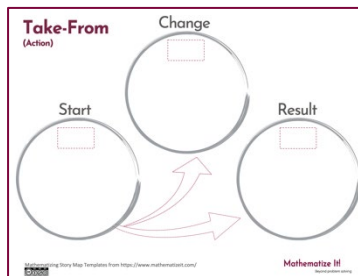 Take-From
(Action)
Change
Start
Result
Mathematizing Story Map Templates from https://www.mathematizeit.com/
Mathematize It!